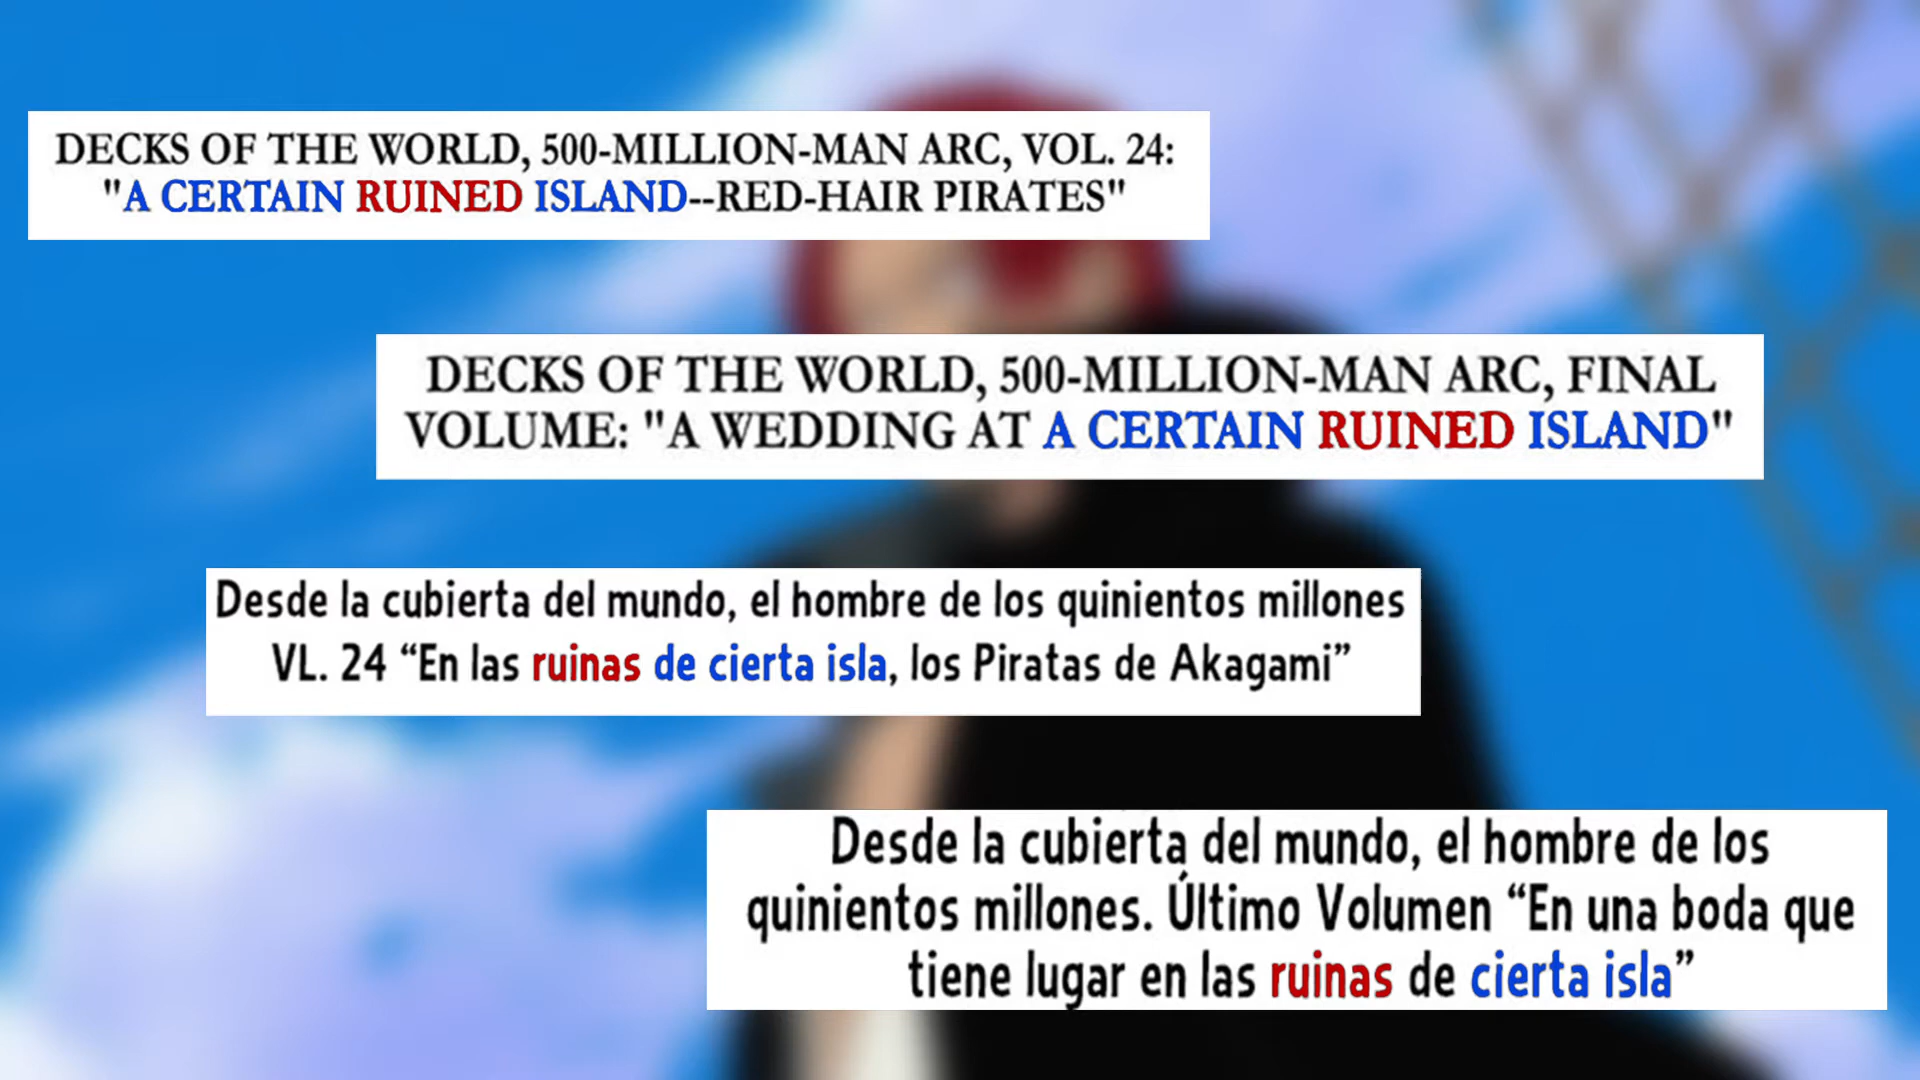 DECKS OF THE WORLD, 500-MILLION-MAN ARC, VOL. 24:
"A CERTAIN RUINED ISLAND--RED-HAIR PIRATES"
DECKS OF THE WORLD, 500-MILLION-MAN ARC, FINAL
VOLUME: "A WEDDING AT A CERTAIN RUINED ISLAND"
Desde la cubierta del mundo, el hombre de los quinientos millones
VL. 24 “En las ruinas de cierta isla, los Piratas de Akagami”
Desde la cubierta del mundo, el hombre de los
quinientos millones. Último Volumen “En una boda que
tiene lugar en las ruinas de cierta isla”